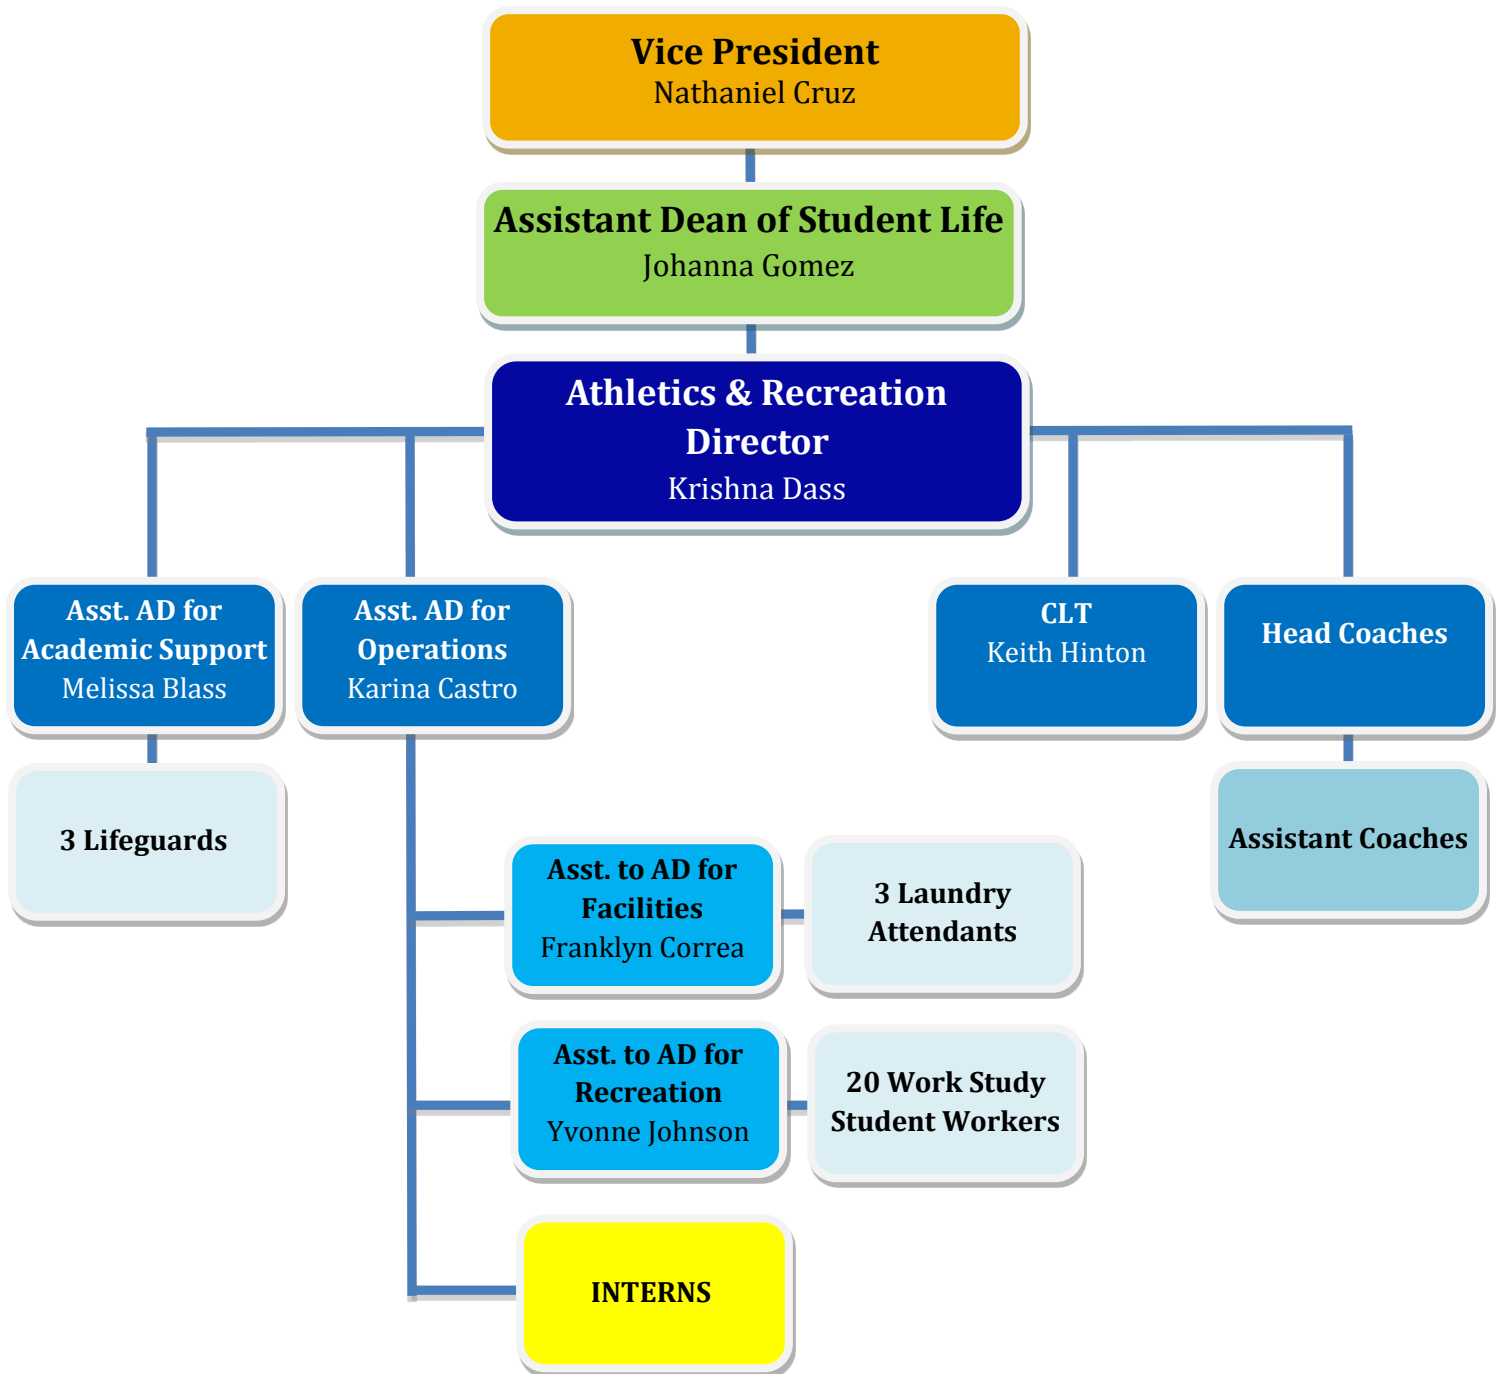 Vice President
Nathaniel Cruz
Assistant Dean of Student Life
Johanna Gomez
Athletics & Recreation
Director
Krishna Dass
Asst. AD for
Academic Support
Melissa Blass
Asst. AD for
Operations
Karina Castro
CLT
Keith Hinton
Head Coaches
3 Lifeguards
Assistant Coaches
Asst. to AD for
Facilities
Franklyn Correa
3 Laundry
Attendants
Asst. to AD for
Recreation
Yvonne Johnson
20 Work Study
Student Workers
INTERNS